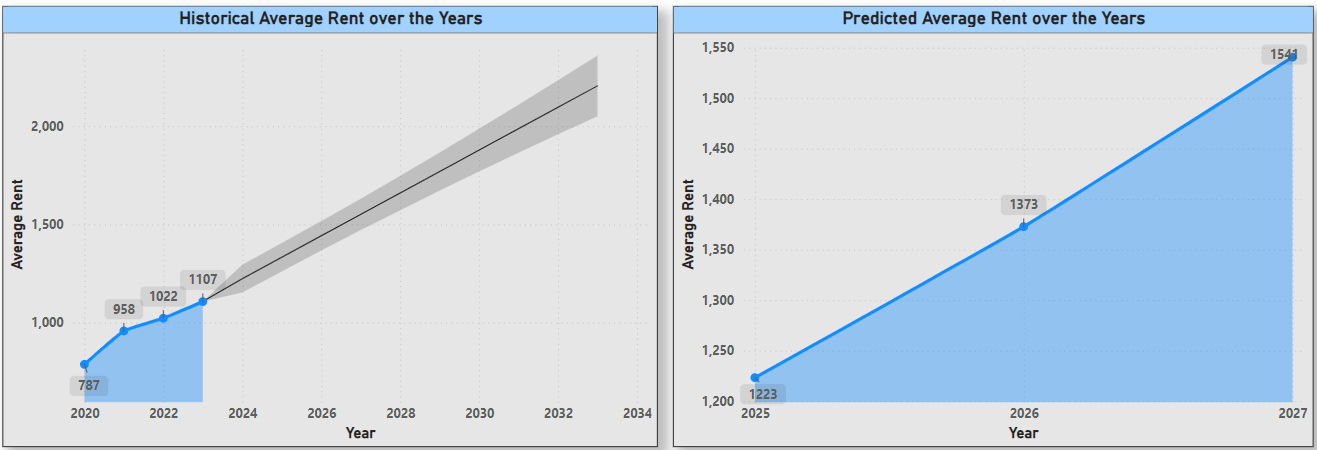 Historical Average Rent over the Years
2,000
1,500
1,000
Average Rent
787
958
1022
1107
2020 2022 2024 2026 2028 2030 2032 2034
Year
Predicted Average Rent over the Years
1,550
1,500
1,450
1,400
1,350
1,300
1,250
1,200
Average Rent
1223
1373
1541
2025 2026 2027
Year